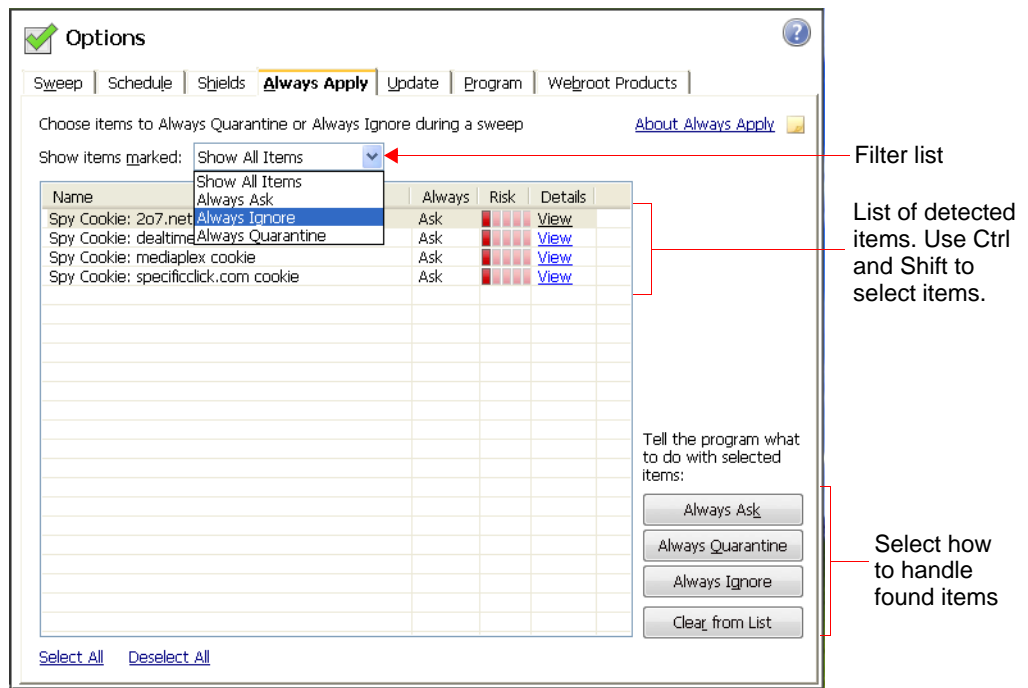 Options
Sweep Schedule Shields Always Apply Update Program Webroot Products
Choose items to Always Quarantine or Always Ignore during a sweep
About Always Apply
Show items marked: Show All Items
Filter list
Show All Items
Always Ask
Always Ignore
Always Quarantine
Name Always Risk Details
Spy Cookie: 2o7.net Ask View
Spy Cookie: dealtime Ask View
Spy Cookie: mediaplex cookie Ask View
Spy Cookie: specificclick.com cookie Ask View
List of detected
items. Use Ctrl
and Shift to
select items.
Tell the program what
to do with selected
items:
Always Ask
Always Quarantine
Always Ignore
Clear from List
Select how
to handle
found items
Select All Deselect All